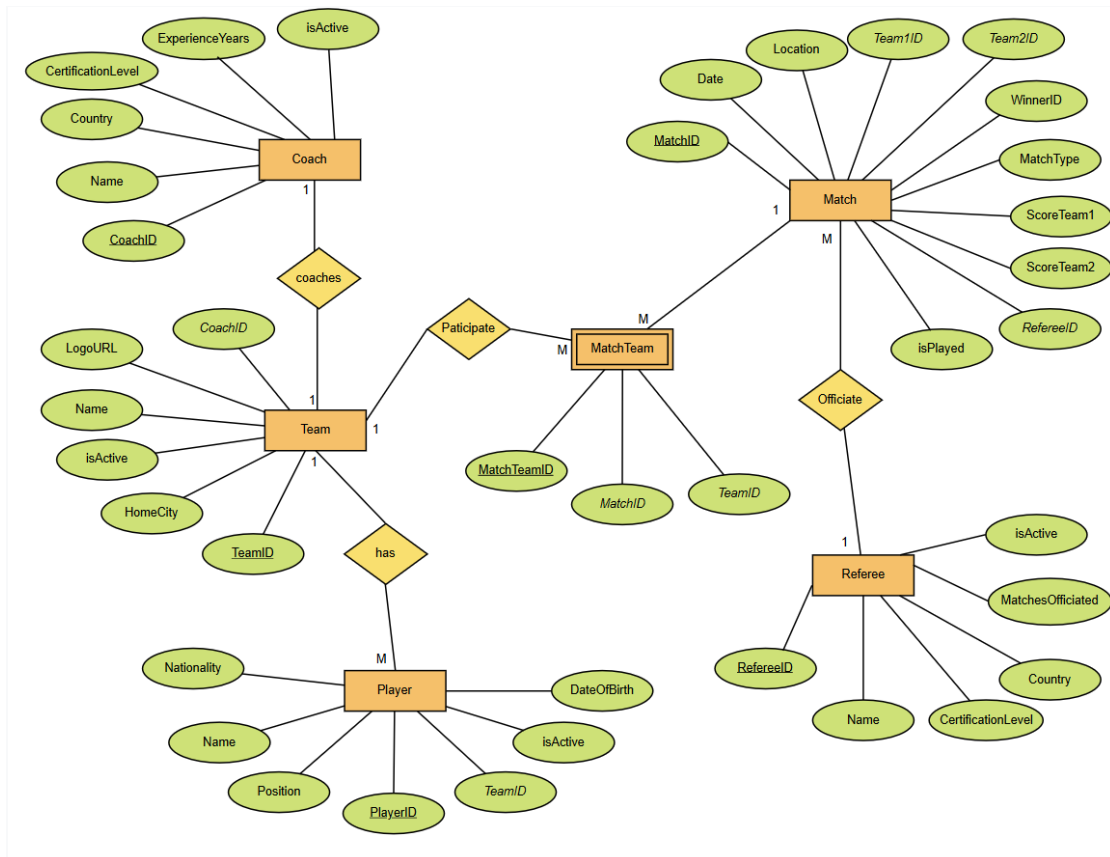 isActive
ExperienceYears
CertificationLevel
Country
Name
CoachID
Coach
1
coaches
CoachID
LogoURL
Name
isActive
HomeCity
TeamID
1
Team
1
1
has
M
Player
Nationality
Name
Position
PlayerID
TeamID
isActive
DateOfBirth
Paticipate
M
M
MatchTeam
MatchTeamID
MatchID
TeamID
Team1ID
Team2ID
Location
Date
MatchID
WinnerID
MatchType
ScoreTeam1
ScoreTeam2
RefereeID
isPlayed
Match
1
M
Officiate
1
Referee
isActive
MatchesOfficiated
Country
CertificationLevel
Name
RefereeID